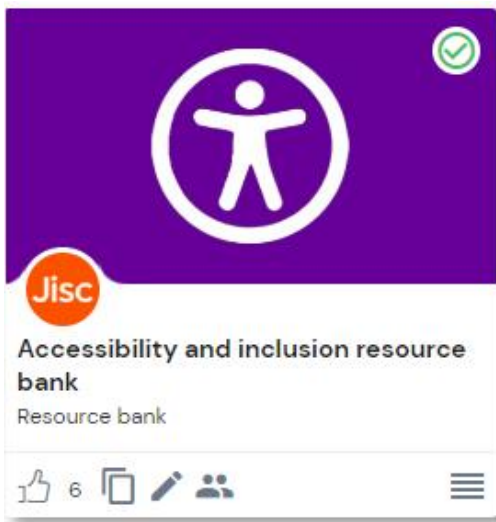 Jisc
Accessibility and inclusion resource
bank
Resource bank
6